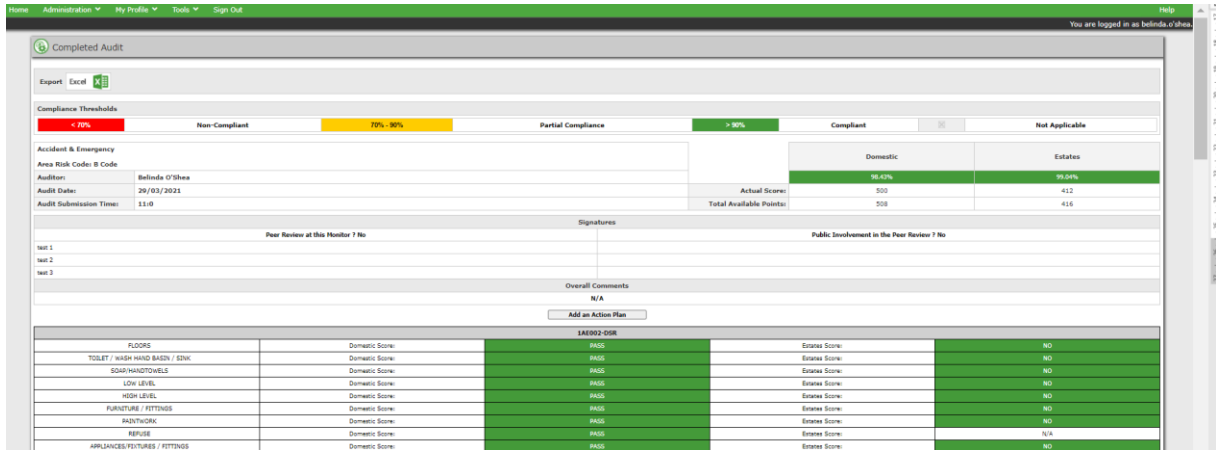 Home Administration My Profile Tools Sign Out Help
You are logged in as belinda.o'shea.
Completed Audit
Export Excel
Compliance Thresholds
< 70% Non-Compliant 70% - 90% Partial Compliance > 90% Compliant Not Applicable
Accident & Emergency
Area Risk Code: B Code
Domestic Estates
Auditor: Belinda O'Shea 98.43% 99.04%
Audit Date: 29/03/2021 Actual Score: 500 412
Audit Submission Time: 11:0 Total Available Points: 508 416
Signatures
Peer Review at this Monitor ? No Public Involvement in the Peer Review ? No
test 1
test 2
test 3
Overall Comments
N/A
Add an Action Plan
1AE002-DSR
FLOORS Domestic Score: PASS Estates Score: NO
TOILET / WASH HAND BASIN / SINK Domestic Score: PASS Estates Score: NO
SOAP/HANDTOWELS Domestic Score: PASS Estates Score: NO
LOW LEVEL Domestic Score: PASS Estates Score: NO
HIGH LEVEL Domestic Score: PASS Estates Score: NO
FURNITURE / FITTINGS Domestic Score: PASS Estates Score: NO
PAINTWORK Domestic Score: PASS Estates Score: NO
REFUSE Domestic Score: PASS Estates Score: N/A
APPLIANCES/FIXTURES / FITTINGS Domestic Score: PASS Estates Score: NO